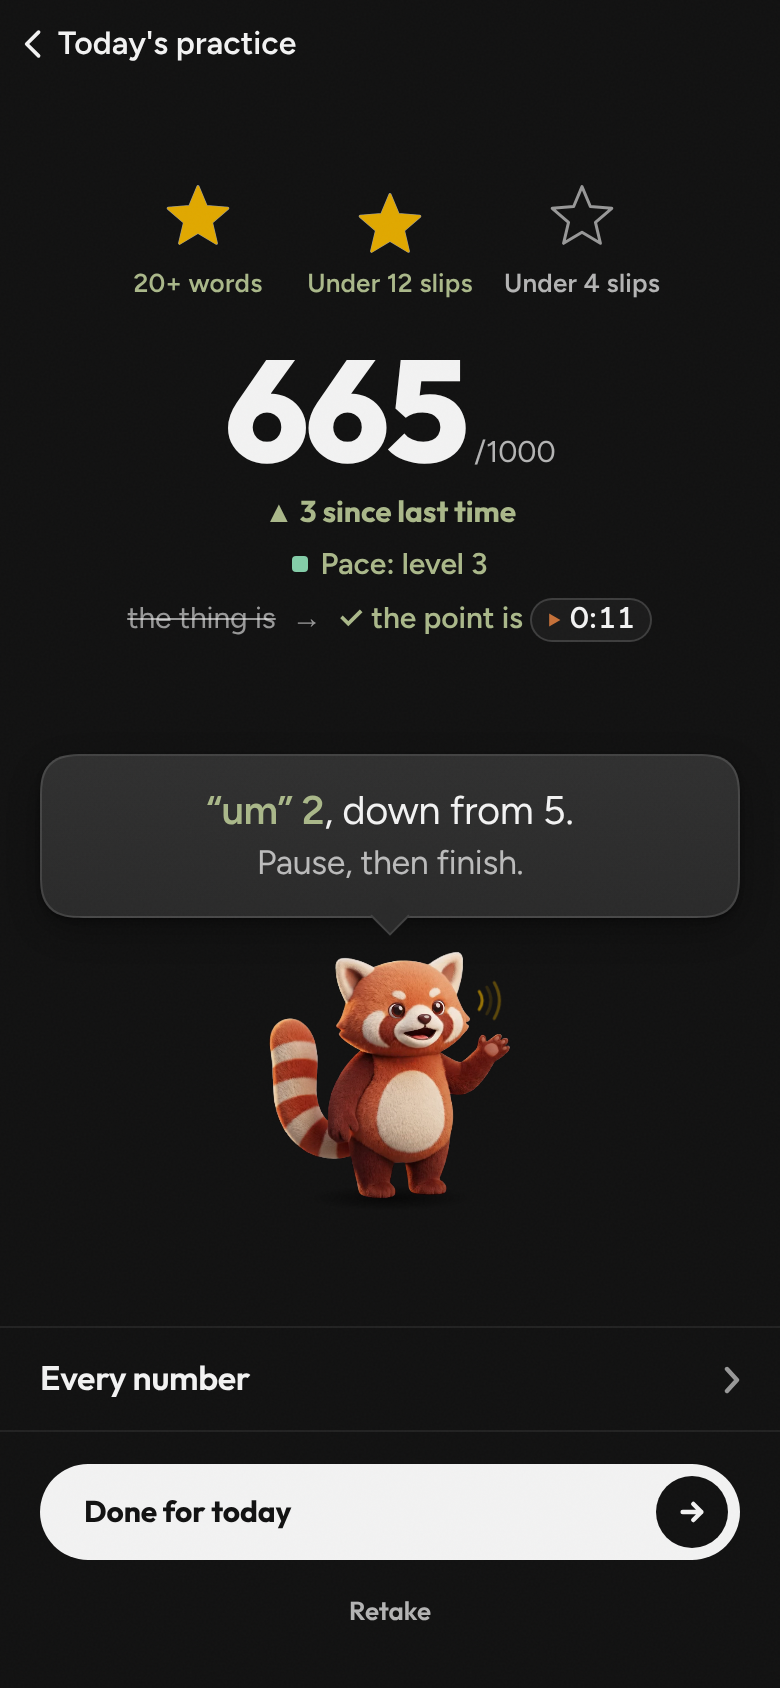 Today's practice
20+ words
Under 12 slips
Under 4 slips
665/1000
▲ 3 since last time
Pace: level 3
the thing is → ✓ the point is ▶ 0:11
“um” 2, down from 5.
Pause, then finish.
Every number
Done for today
Retake